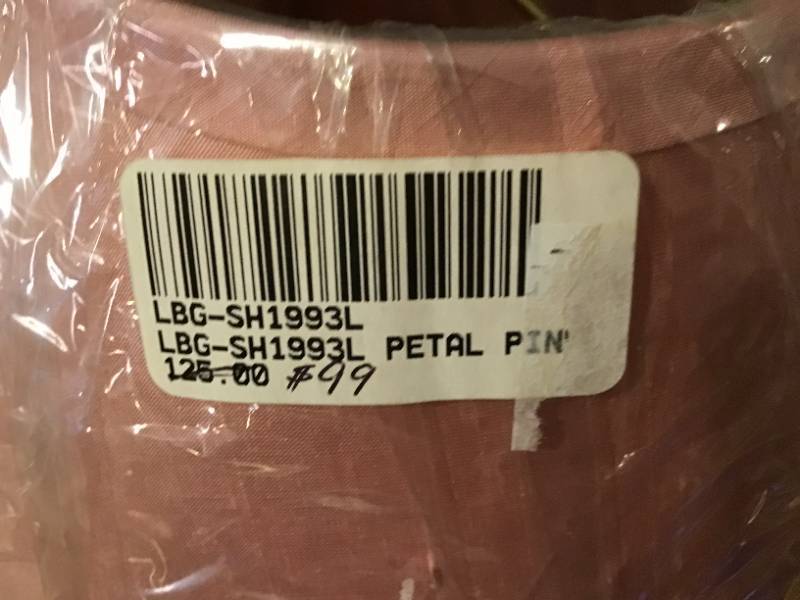 LBG-SH1993L
LBG-SH1993L PETAL PIN'
125.00 $99